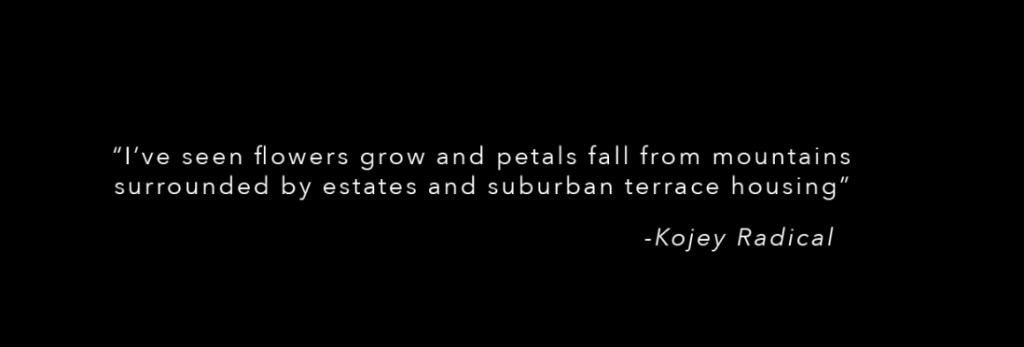 “I’ve seen flowers grow and petals fall from mountains
surrounded by estates and suburban terrace housing”
-Kojey Radical